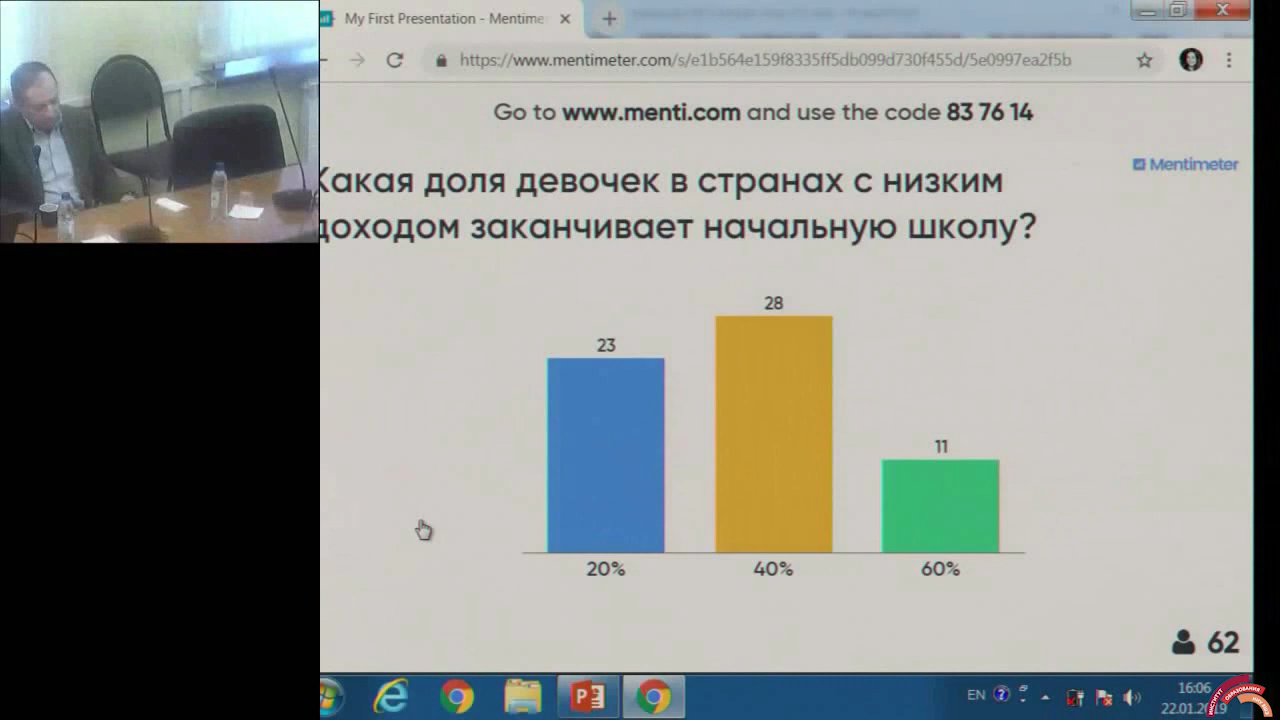 My First Presentation - Mentime
https://www.mentimeter.com/s/e1b564e159f8335ff5db099d730f455d/5e0997ea2f5b
Go to www.menti.com and use the code 83 76 14
Mentimeter
Какая доля девочек в странах с низким
доходом заканчивает начальную школу?
28
23
11
20% 40% 60%
62
EN
16:06
22.01.2019
ИНСТИТУТ ОБРАЗОВАНИЯ